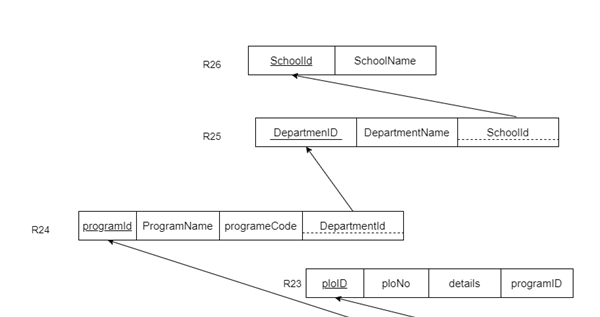 R26 SchoolId SchoolName
R25 DepartmenID DepartmentName SchoolId
R24 programId ProgramName programeCode DepartmentId
R23 ploID ploNo details programID